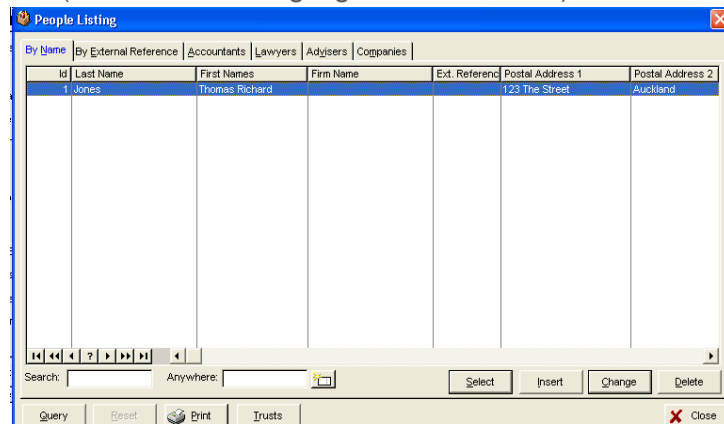 People Listing
By Name By External Reference Accountants Lawyers Advisers Companies
Id Last Name First Names Firm Name Ext. Referenc Postal Address 1 Postal Address 2
1 Jones Thomas Richard 123 The Street Auckland
?
Search: Anywhere:
Select Insert Change Delete
Query Reset Print Trusts Close